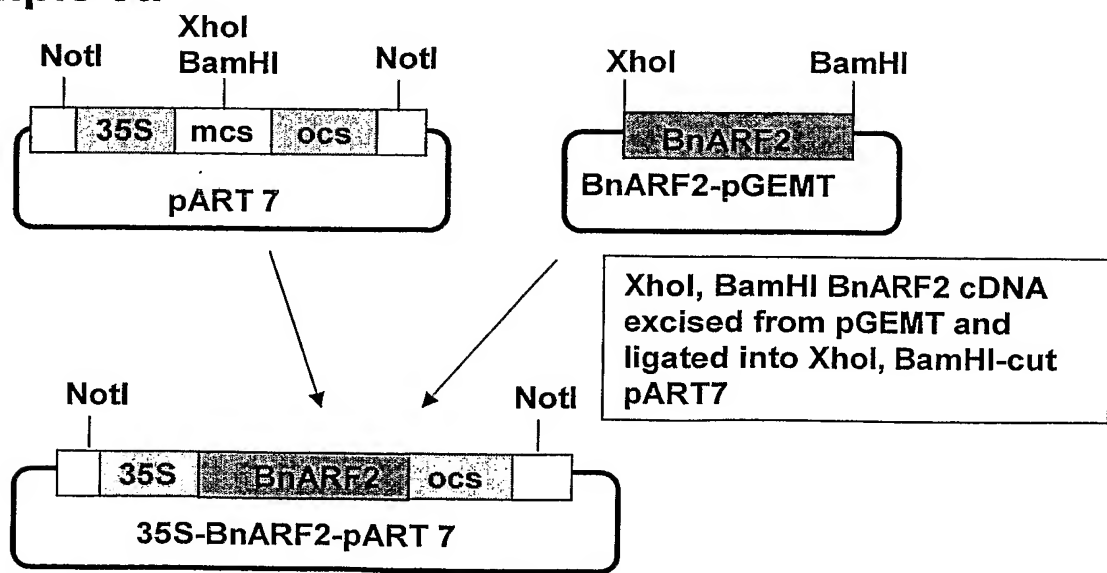 XhoI
NotI BamHI NotI
35S mcs ocs
pART 7
XhoI BamHI
BnARF2
BnARF2-pGEMT
XhoI, BamHI BnARF2 cDNA
excised from pGEMT and
ligated into XhoI, BamHI-cut
pART7
NotI NotI
35S BnARF2 ocs
35S-BnARF2-pART 7